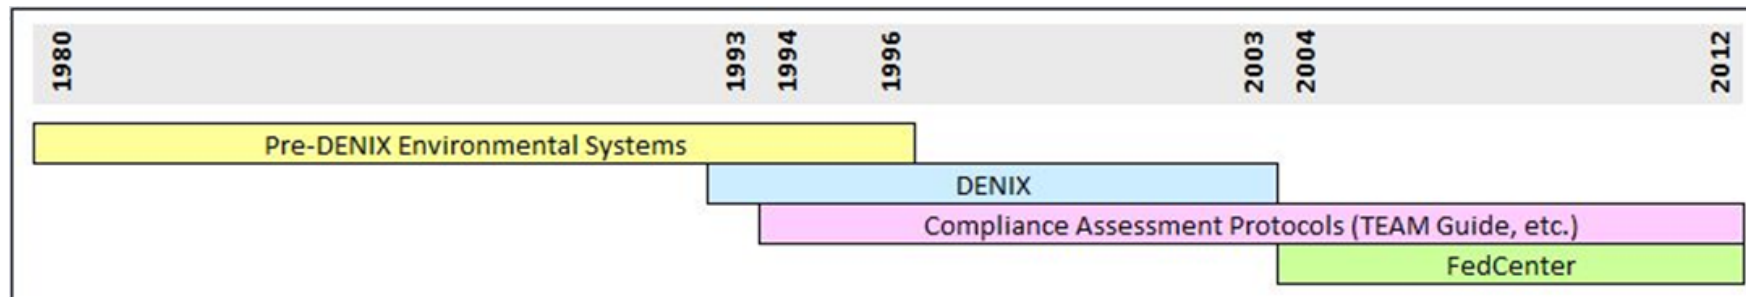 1980
1993
1994
1996
2003
2004
2012
Pre-DENIX Environmental Systems
DENIX
Compliance Assessment Protocols (TEAM Guide, etc.)
FedCenter